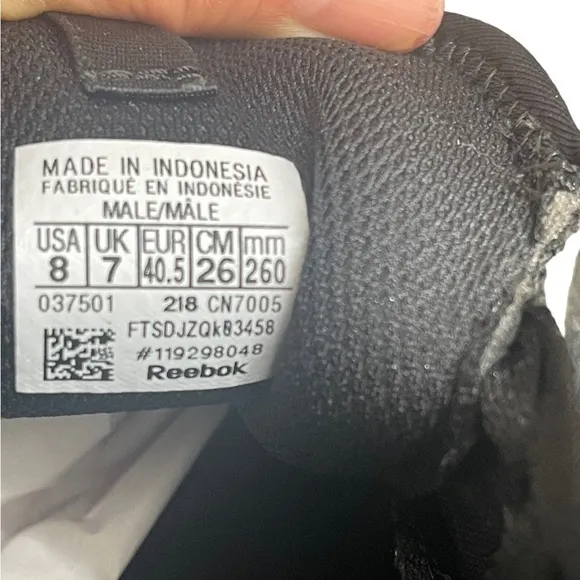 MADE IN INDONESIA
FABRIQUÉ EN INDONÉSIE
MALE/MÂLE
USA UK EUR CM mm
8 7 40.5 26 260
037501 218 CN7005
#119298048
Reebok